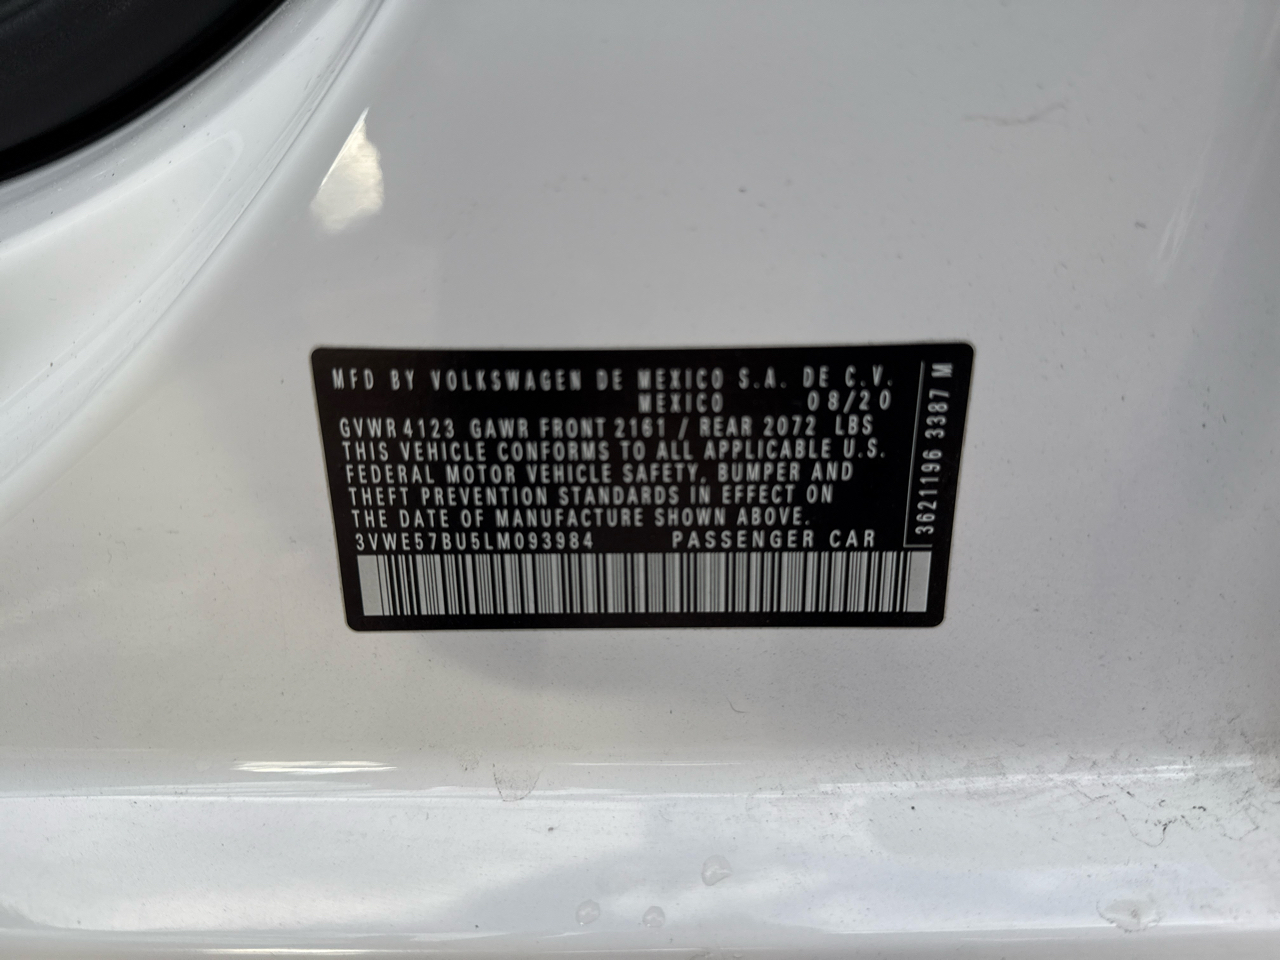 MFD BY VOLKSWAGEN DE MEXICO S.A. DE C.V.
MEXICO 08/20
GVWR 4123 GAWR FRONT 2161 / REAR 2072 LBS
THIS VEHICLE CONFORMS TO ALL APPLICABLE U.S.
FEDERAL MOTOR VEHICLE SAFETY, BUMPER AND
THEFT PREVENTION STANDARDS IN EFFECT ON
THE DATE OF MANUFACTURE SHOWN ABOVE.
3VWE57BU5LM093984 PASSENGER CAR
3621196 3387 M